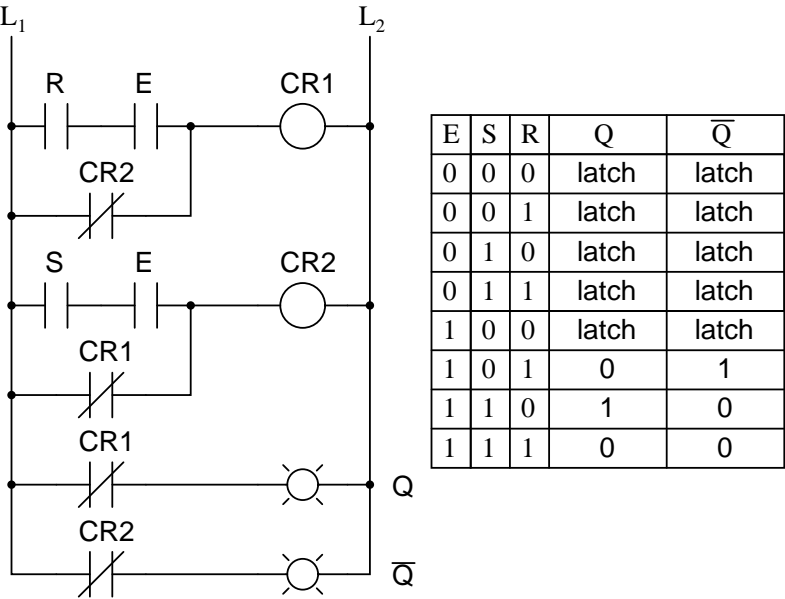 L1 L2
R E CR1
CR2
S E CR2
CR1
CR1
Q
CR2
Q̅
E S R Q Q̅
0 0 0 latch latch
0 0 1 latch latch
0 1 0 latch latch
0 1 1 latch latch
1 0 0 latch latch
1 0 1 0 1
1 1 0 1 0
1 1 1 0 0